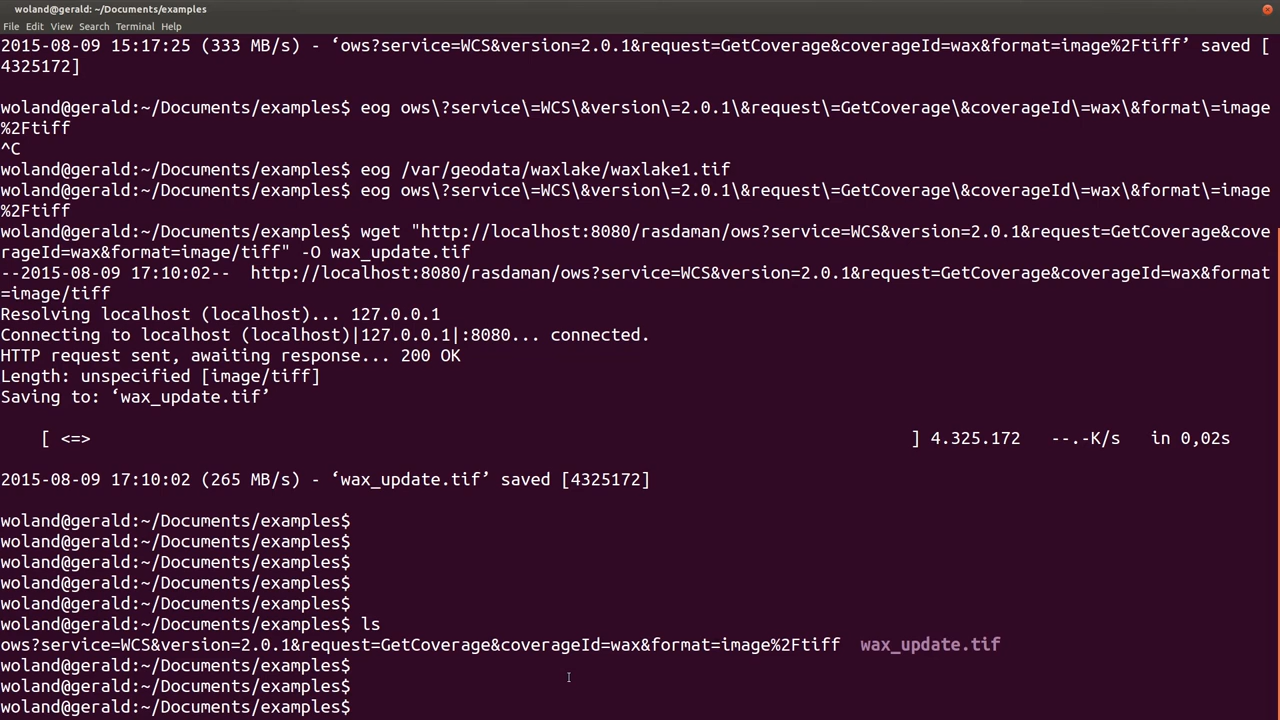 woland@gerald: ~/Documents/examples
File Edit View Search Terminal Help
2015-08-09 15:17:25 (333 MB/s) - ‘ows?service=WCS&version=2.0.1&request=GetCoverage&coverageId=wax&format=image%2Ftiff’ saved [
4325172]
woland@gerald:~/Documents/examples$ eog ows\?service\=WCS\&version\=2.0.1\&request\=GetCoverage\&coverageId\=wax\&format\=image
%2Ftiff
^C
woland@gerald:~/Documents/examples$ eog /var/geodata/waxlake/waxlake1.tif
woland@gerald:~/Documents/examples$ eog ows\?service\=WCS\&version\=2.0.1\&request\=GetCoverage\&coverageId\=wax\&format\=image
%2Ftiff
woland@gerald:~/Documents/examples$ wget "http://localhost:8080/rasdaman/ows?service=WCS&version=2.0.1&request=GetCoverage&cove
rageId=wax&format=image/tiff" -O wax_update.tif
--2015-08-09 17:10:02--  http://localhost:8080/rasdaman/ows?service=WCS&version=2.0.1&request=GetCoverage&coverageId=wax&format
=image/tiff
Resolving localhost (localhost)... 127.0.0.1
Connecting to localhost (localhost)|127.0.0.1|:8080... connected.
HTTP request sent, awaiting response... 200 OK
Length: unspecified [image/tiff]
Saving to: ‘wax_update.tif’
[ <=> ] 4.325.172 --.-K/s in 0,02s
2015-08-09 17:10:02 (265 MB/s) - ‘wax_update.tif’ saved [4325172]
woland@gerald:~/Documents/examples$
woland@gerald:~/Documents/examples$
woland@gerald:~/Documents/examples$
woland@gerald:~/Documents/examples$
woland@gerald:~/Documents/examples$
woland@gerald:~/Documents/examples$ ls
ows?service=WCS&version=2.0.1&request=GetCoverage&coverageId=wax&format=image%2Ftiff  wax_update.tif
woland@gerald:~/Documents/examples$
woland@gerald:~/Documents/examples$
woland@gerald:~/Documents/examples$